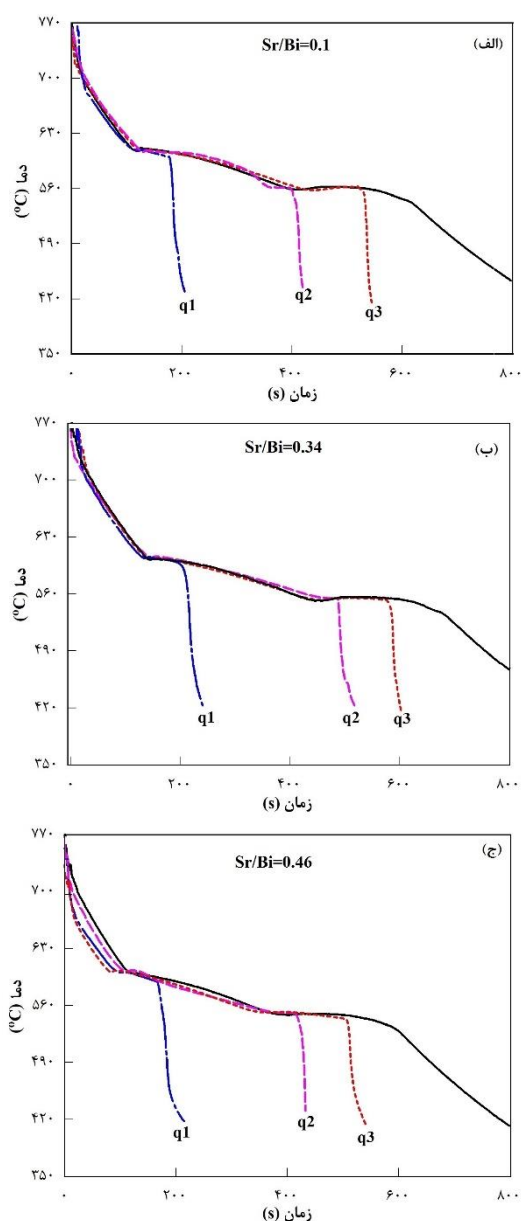 Sr/Bi=0.1
(الف)
۷۷۰
۷۰۰
۶۳۰
۵۶۰
۴۹۰
۴۲۰
۳۵۰
دما (ºC)
q1
q2
q3
۰
۲۰۰
۴۰۰
۶۰۰
۸۰۰
زمان (s)
Sr/Bi=0.34
(ب)
۷۷۰
۷۰۰
۶۳۰
۵۶۰
۴۹۰
۴۲۰
۳۵۰
دما (ºC)
q1
q2
q3
۰
۲۰۰
۴۰۰
۶۰۰
۸۰۰
زمان (s)
Sr/Bi=0.46
(ج)
۷۷۰
۷۰۰
۶۳۰
۵۶۰
۴۹۰
۴۲۰
۳۵۰
دما (ºC)
q1
q2
q3
۰
۲۰۰
۴۰۰
۶۰۰
۸۰۰
زمان (s)